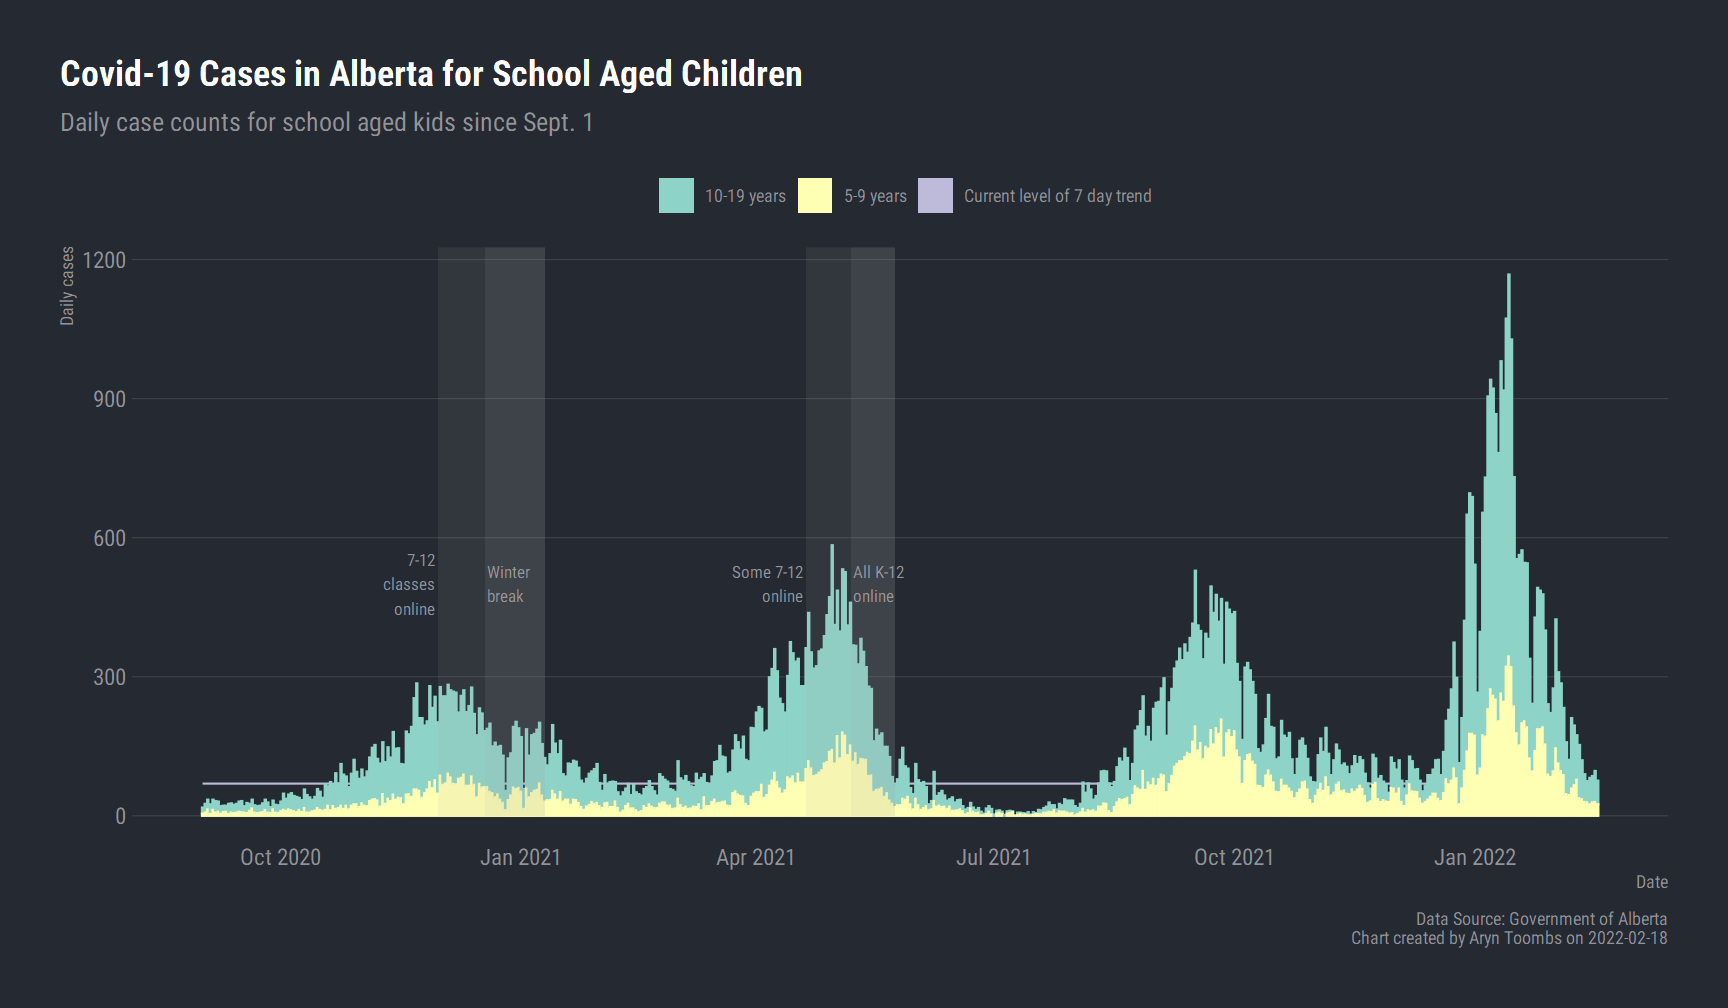 Covid-19 Cases in Alberta for School Aged Children
Daily case counts for school aged kids since Sept. 1
10-19 years
5-9 years
Current level of 7 day trend
Daily cases
1200
900
600
300
0
7-12
classes
online
Winter
break
Some 7-12
online
All K-12
online
Oct 2020
Jan 2021
Apr 2021
Jul 2021
Oct 2021
Jan 2022
Date
Data Source: Government of Alberta
Chart created by Aryn Toombs on 2022-02-18